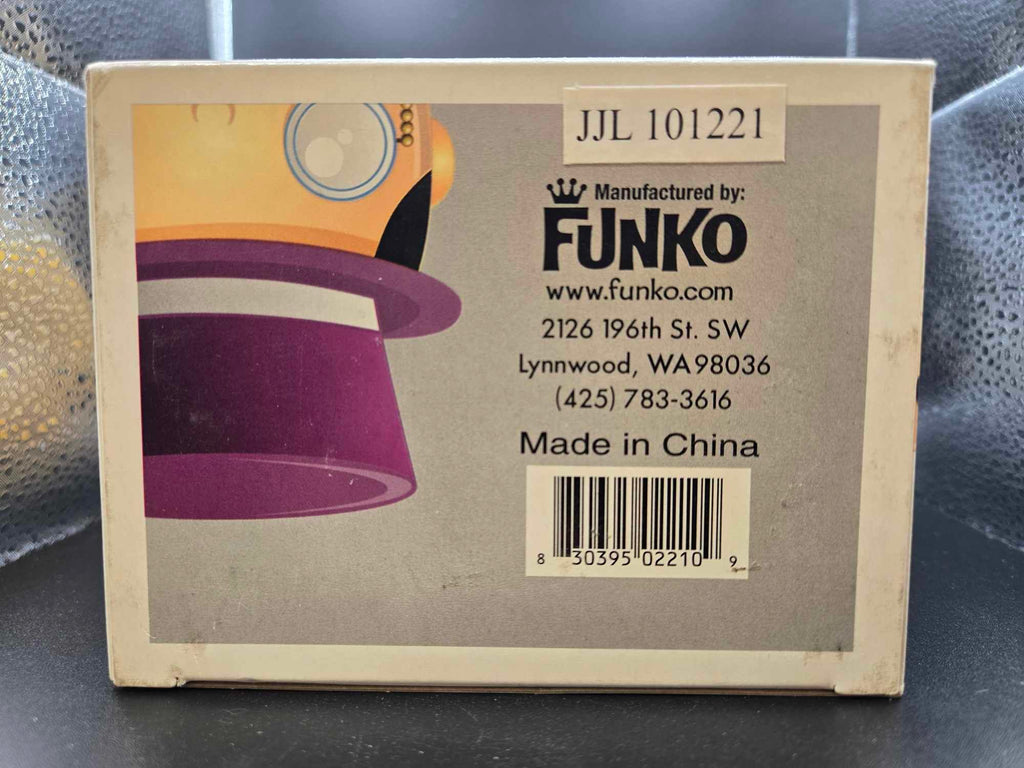 JJL 101221
Manufactured by:
FUNKO
www.funko.com
2126 196th St. SW
Lynnwood, WA 98036
(425) 783-3616
Made in China
8 30395 02210 9